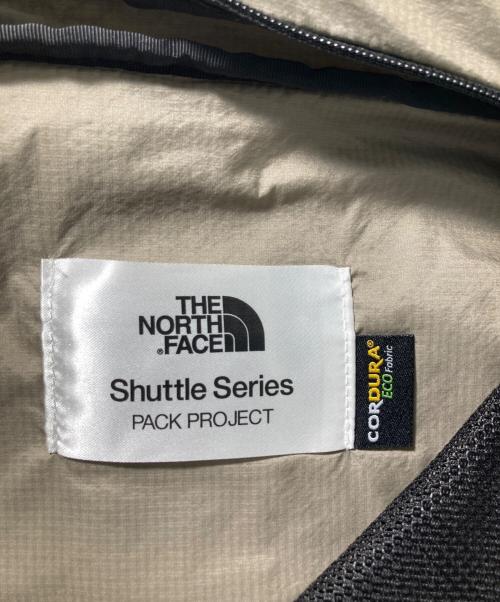 THE
NORTH
®FACE
Shuttle Series
PACK PROJECT
CORDURA®
ECO Fabric